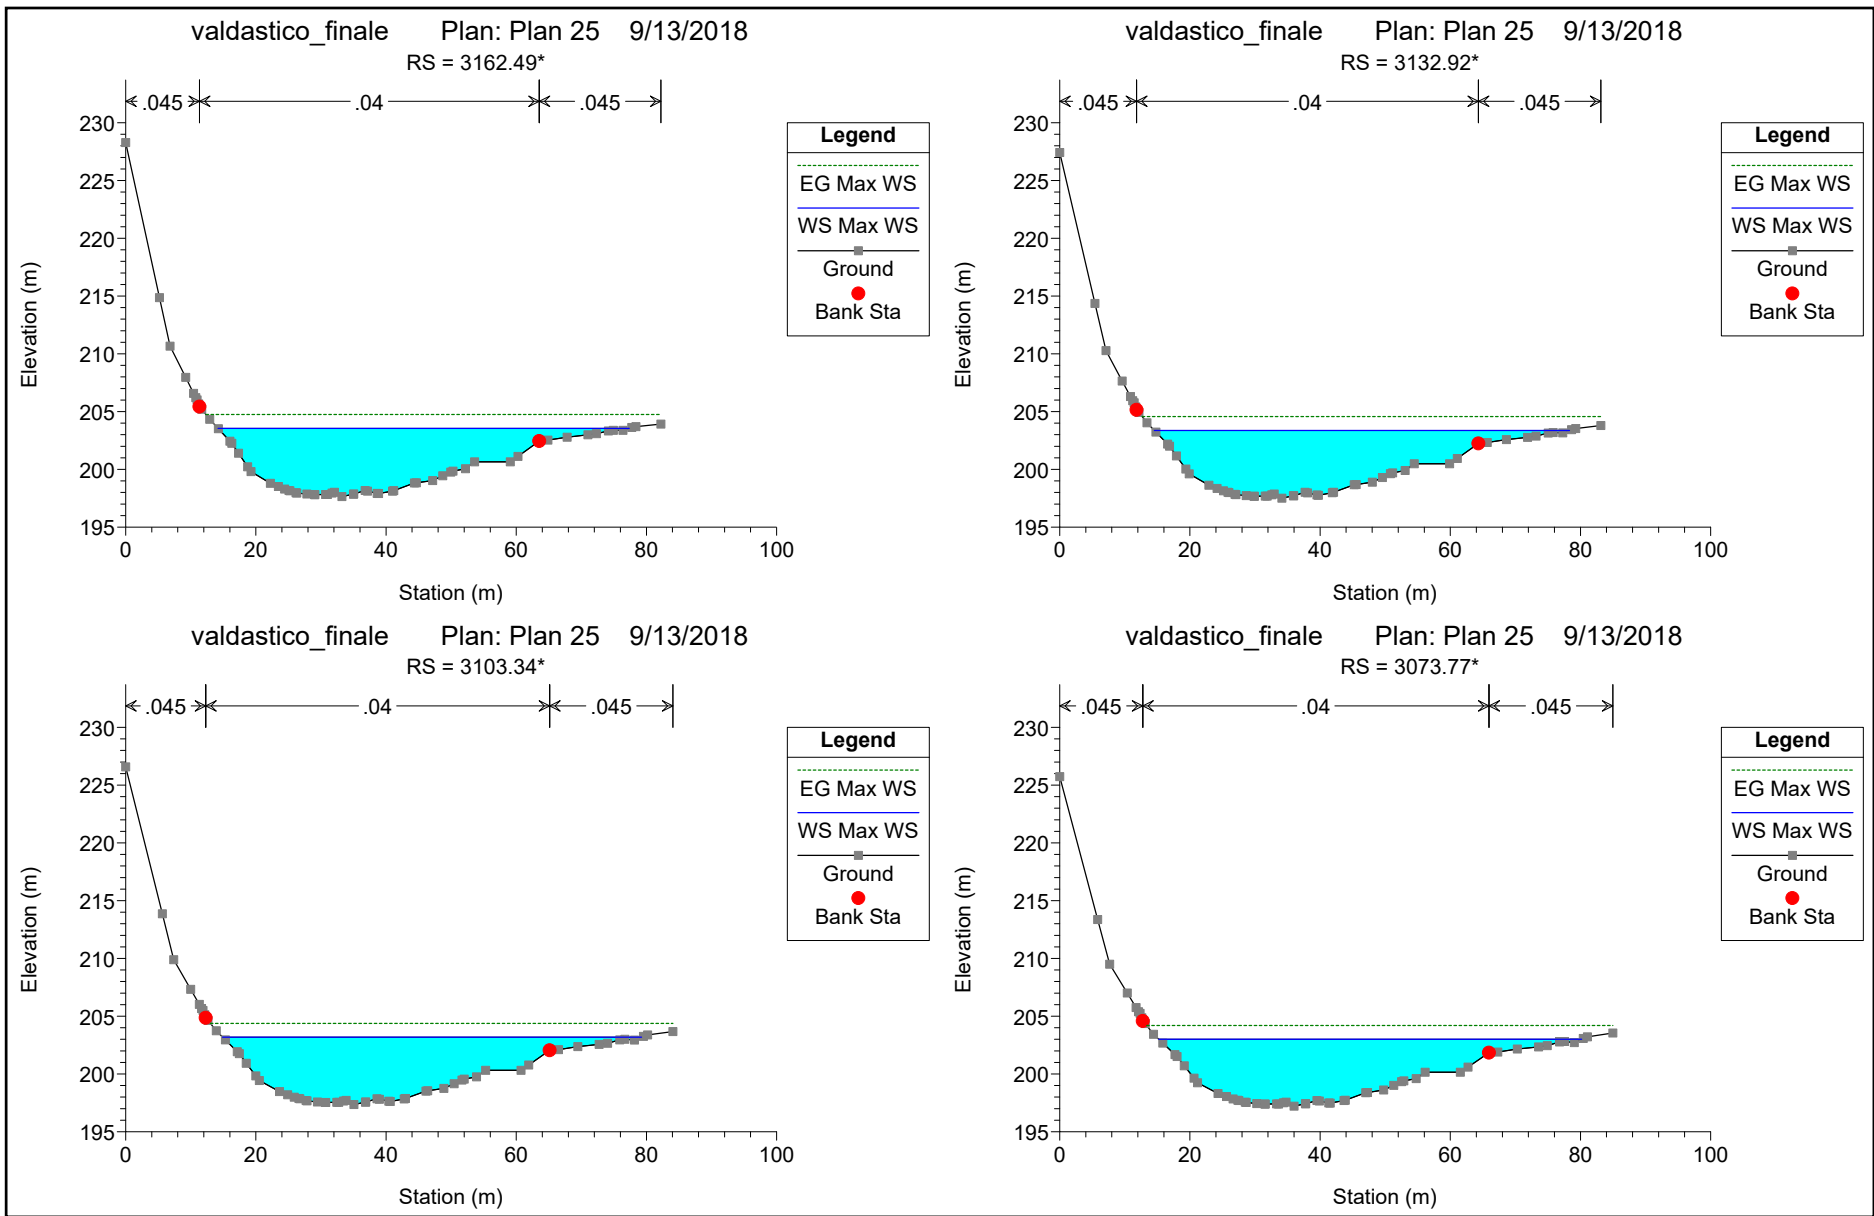 valdastico_finale Plan: Plan 25 9/13/2018
RS = 3162.49*
.045 .04 .045
230
225
220
215
210
205
200
195
0 20 40 60 80 100
Elevation (m)
Station (m)
Legend
EG Max WS
WS Max WS
Ground
Bank Sta
valdastico_finale Plan: Plan 25 9/13/2018
RS = 3132.92*
.045 .04 .045
230
225
220
215
210
205
200
195
0 20 40 60 80 100
Elevation (m)
Station (m)
Legend
EG Max WS
WS Max WS
Ground
Bank Sta
valdastico_finale Plan: Plan 25 9/13/2018
RS = 3103.34*
.045 .04 .045
230
225
220
215
210
205
200
195
0 20 40 60 80 100
Elevation (m)
Station (m)
Legend
EG Max WS
WS Max WS
Ground
Bank Sta
valdastico_finale Plan: Plan 25 9/13/2018
RS = 3073.77*
.045 .04 .045
230
225
220
215
210
205
200
195
0 20 40 60 80 100
Elevation (m)
Station (m)
Legend
EG Max WS
WS Max WS
Ground
Bank Sta